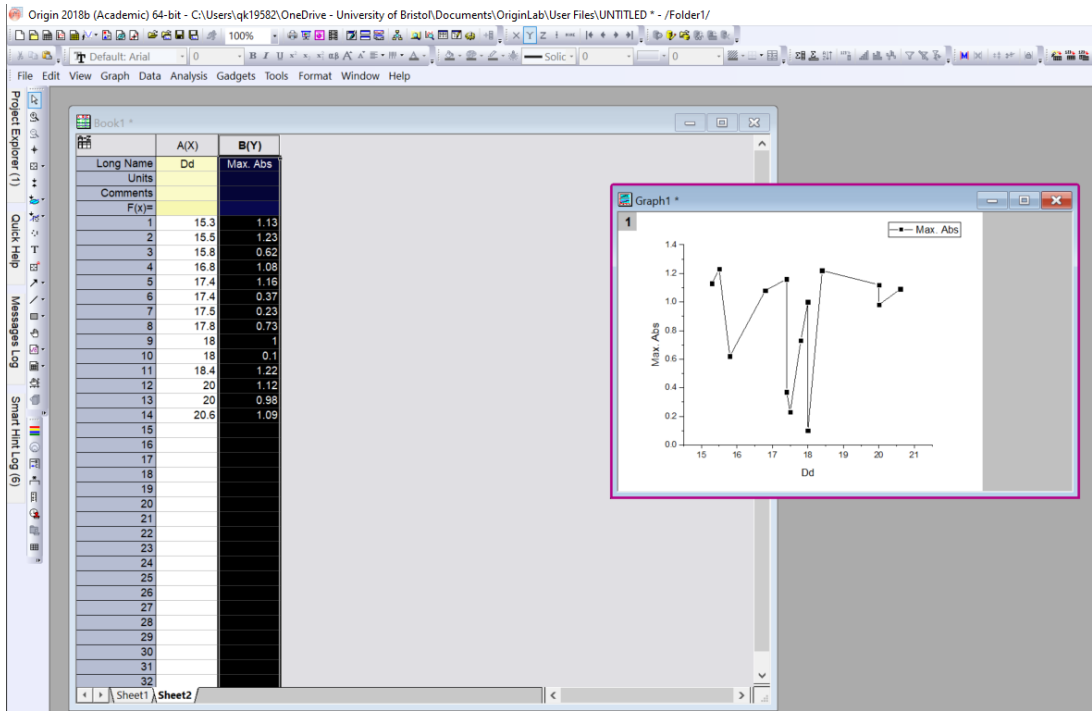 Origin 2018b (Academic) 64-bit - C:\Users\qk19582\OneDrive - University of Bristol\Documents\OriginLab\User Files\UNTITLED * - /Folder1/
100%
X Y Z
Default: Arial 0 B I U 0 0
File Edit View Graph Data Analysis Gadgets Tools Format Window Help
Project Explorer (1)
Quick Help
Messages Log
Smart Hint Log (6)
Book1 *
A(X) B(Y)
Long Name Dd Max. Abs
Units
Comments
F(x)=
1 15.3 1.13
2 15.5 1.23
3 15.8 0.62
4 16.8 1.08
5 17.4 1.16
6 17.4 0.37
7 17.5 0.23
8 17.8 0.73
9 18 1
10 18 0.1
11 18.4 1.22
12 20 1.12
13 20 0.98
14 20.6 1.09
15
16
17
18
19
20
21
22
23
24
25
26
27
28
29
30
31
32
Sheet1 Sheet2
Graph1 *
1
Max. Abs
1.4
1.2
1.0
0.8
0.6
0.4
0.2
0.0
Max. Abs
15 16 17 18 19 20 21
Dd